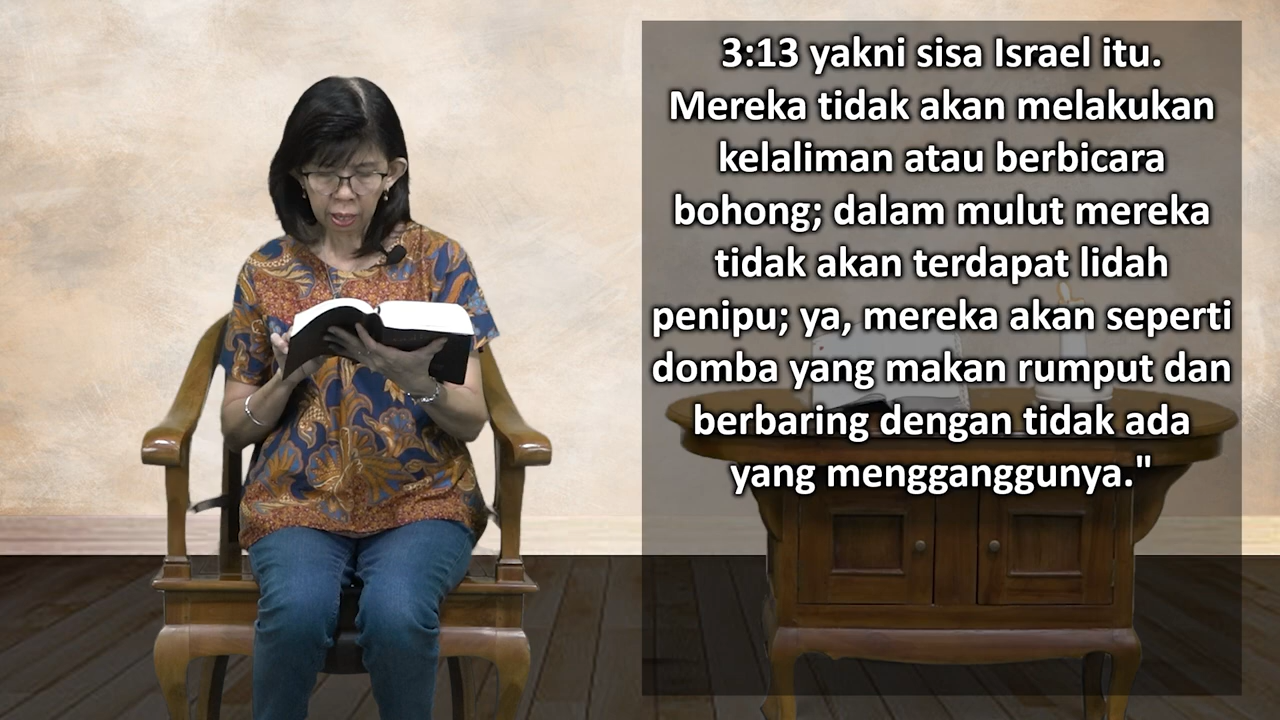 3:13 yakni sisa Israel itu.
Mereka tidak akan melakukan
kelaliman atau berbicara
bohong; dalam mulut mereka
tidak akan terdapat lidah
penipu; ya, mereka akan seperti
domba yang makan rumput dan
berbaring dengan tidak ada
yang mengganggunya."